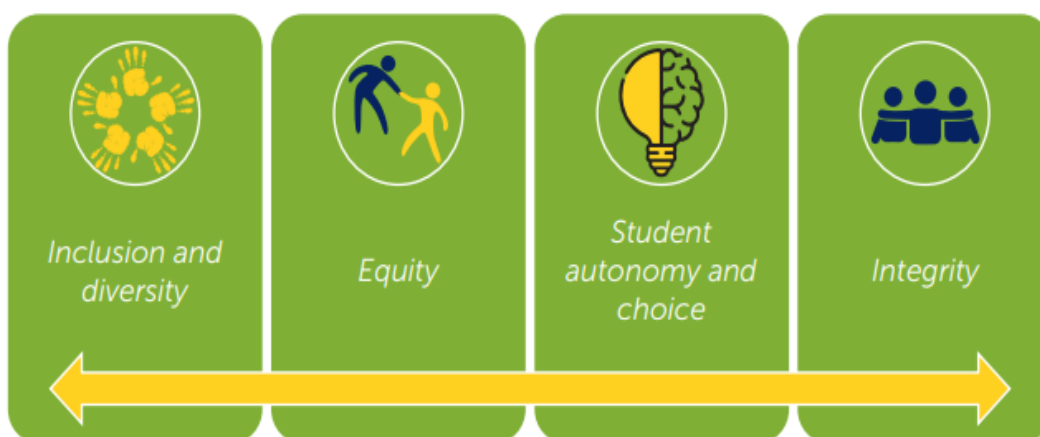 Inclusion and
diversity
Equity
Student
autonomy and
choice
Integrity